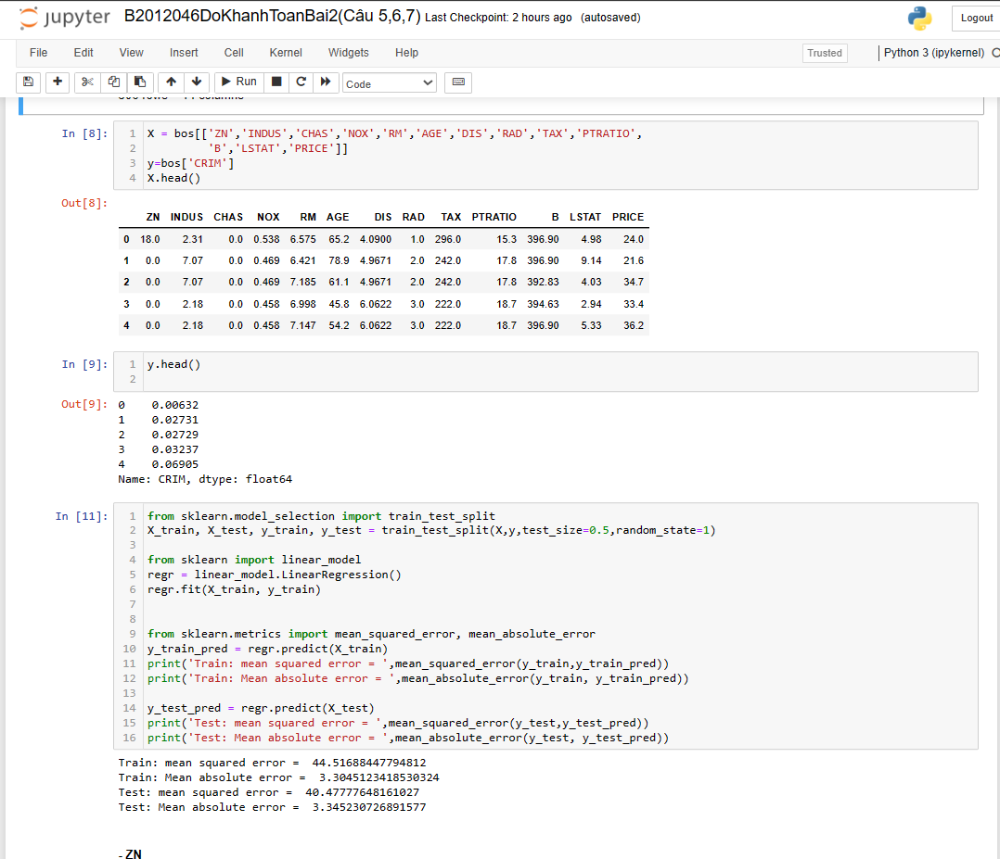 jupyter B2012046DoKhanhToanBai2(Câu 5,6,7) Last Checkpoint: 2 hours ago (autosaved) Logout
File Edit View Insert Cell Kernel Widgets Help Trusted Python 3 (ipykernel)
Run Code
In [8]:
1 X = bos[['ZN','INDUS','CHAS','NOX','RM','AGE','DIS','RAD','TAX','PTRATIO',
2 'B','LSTAT','PRICE']]
3 y=bos['CRIM']
4 X.head()
Out[8]:
ZN INDUS CHAS NOX RM AGE DIS RAD TAX PTRATIO B LSTAT PRICE
0 18.0 2.31 0.0 0.538 6.575 65.2 4.0900 1.0 296.0 15.3 396.90 4.98 24.0
1 0.0 7.07 0.0 0.469 6.421 78.9 4.9671 2.0 242.0 17.8 396.90 9.14 21.6
2 0.0 7.07 0.0 0.469 7.185 61.1 4.9671 2.0 242.0 17.8 392.83 4.03 34.7
3 0.0 2.18 0.0 0.458 6.998 45.8 6.0622 3.0 222.0 18.7 394.63 2.94 33.4
4 0.0 2.18 0.0 0.458 7.147 54.2 6.0622 3.0 222.0 18.7 396.90 5.33 36.2
In [9]:
1 y.head()
2
Out[9]:
0 0.00632
1 0.02731
2 0.02729
3 0.03237
4 0.06905
Name: CRIM, dtype: float64
In [11]:
1 from sklearn.model_selection import train_test_split
2 X_train, X_test, y_train, y_test = train_test_split(X,y,test_size=0.5,random_state=1)
3
4 from sklearn import linear_model
5 regr = linear_model.LinearRegression()
6 regr.fit(X_train, y_train)
7
8
9 from sklearn.metrics import mean_squared_error, mean_absolute_error
10 y_train_pred = regr.predict(X_train)
11 print('Train: mean squared error = ',mean_squared_error(y_train,y_train_pred))
12 print('Train: Mean absolute error = ',mean_absolute_error(y_train, y_train_pred))
13
14 y_test_pred = regr.predict(X_test)
15 print('Test: mean squared error = ',mean_squared_error(y_test,y_test_pred))
16 print('Test: Mean absolute error = ',mean_absolute_error(y_test, y_test_pred))
Train: mean squared error =  44.51688447794812
Train: Mean absolute error =  3.3045123418530324
Test: mean squared error =  40.47777648161027
Test: Mean absolute error =  3.345230726891577
- ZN